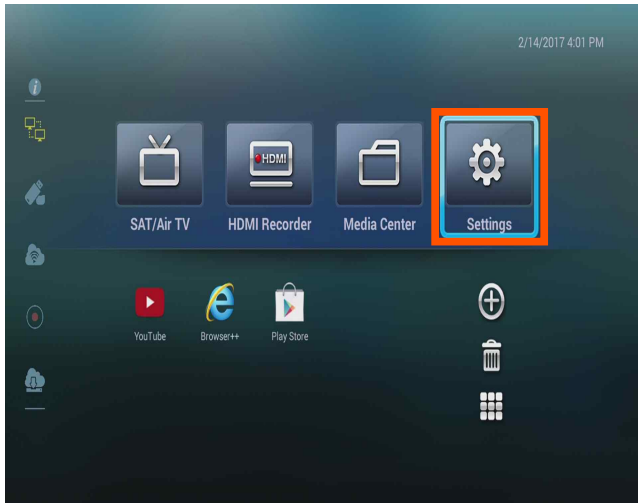 2/14/2017 4:01 PM
HDMI
SAT/Air TV HDMI Recorder Media Center Settings
YouTube Browser++ Play Store